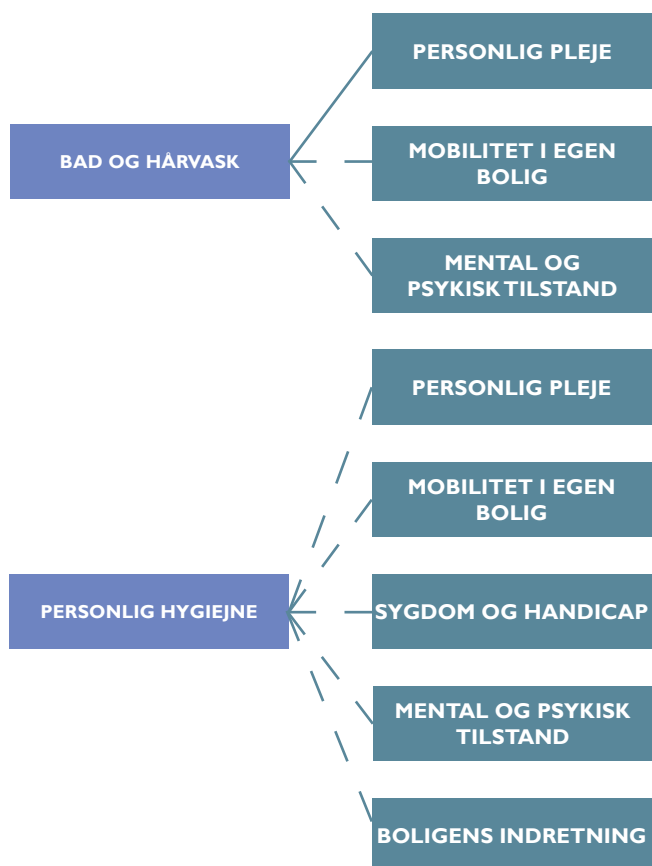 PERSONLIG PLEJE
BAD OG HÅRVASK
MOBILITET I EGEN
BOLIG
MENTAL OG
PSYKISK TILSTAND
PERSONLIG PLEJE
MOBILITET I EGEN
BOLIG
PERSONLIG HYGIEJNE
SYGDOM OG HANDICAP
MENTAL OG PSYKISK
TILSTAND
BOLIGENS INDRETNING